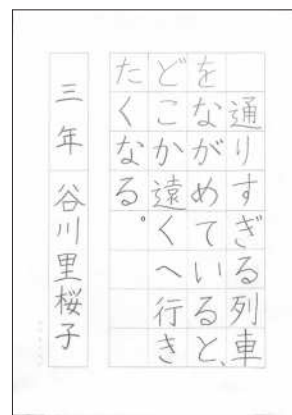 通りすぎる列車
をながめていると、
どこか遠くへ行き
たくなる。
三年 谷川里桜子